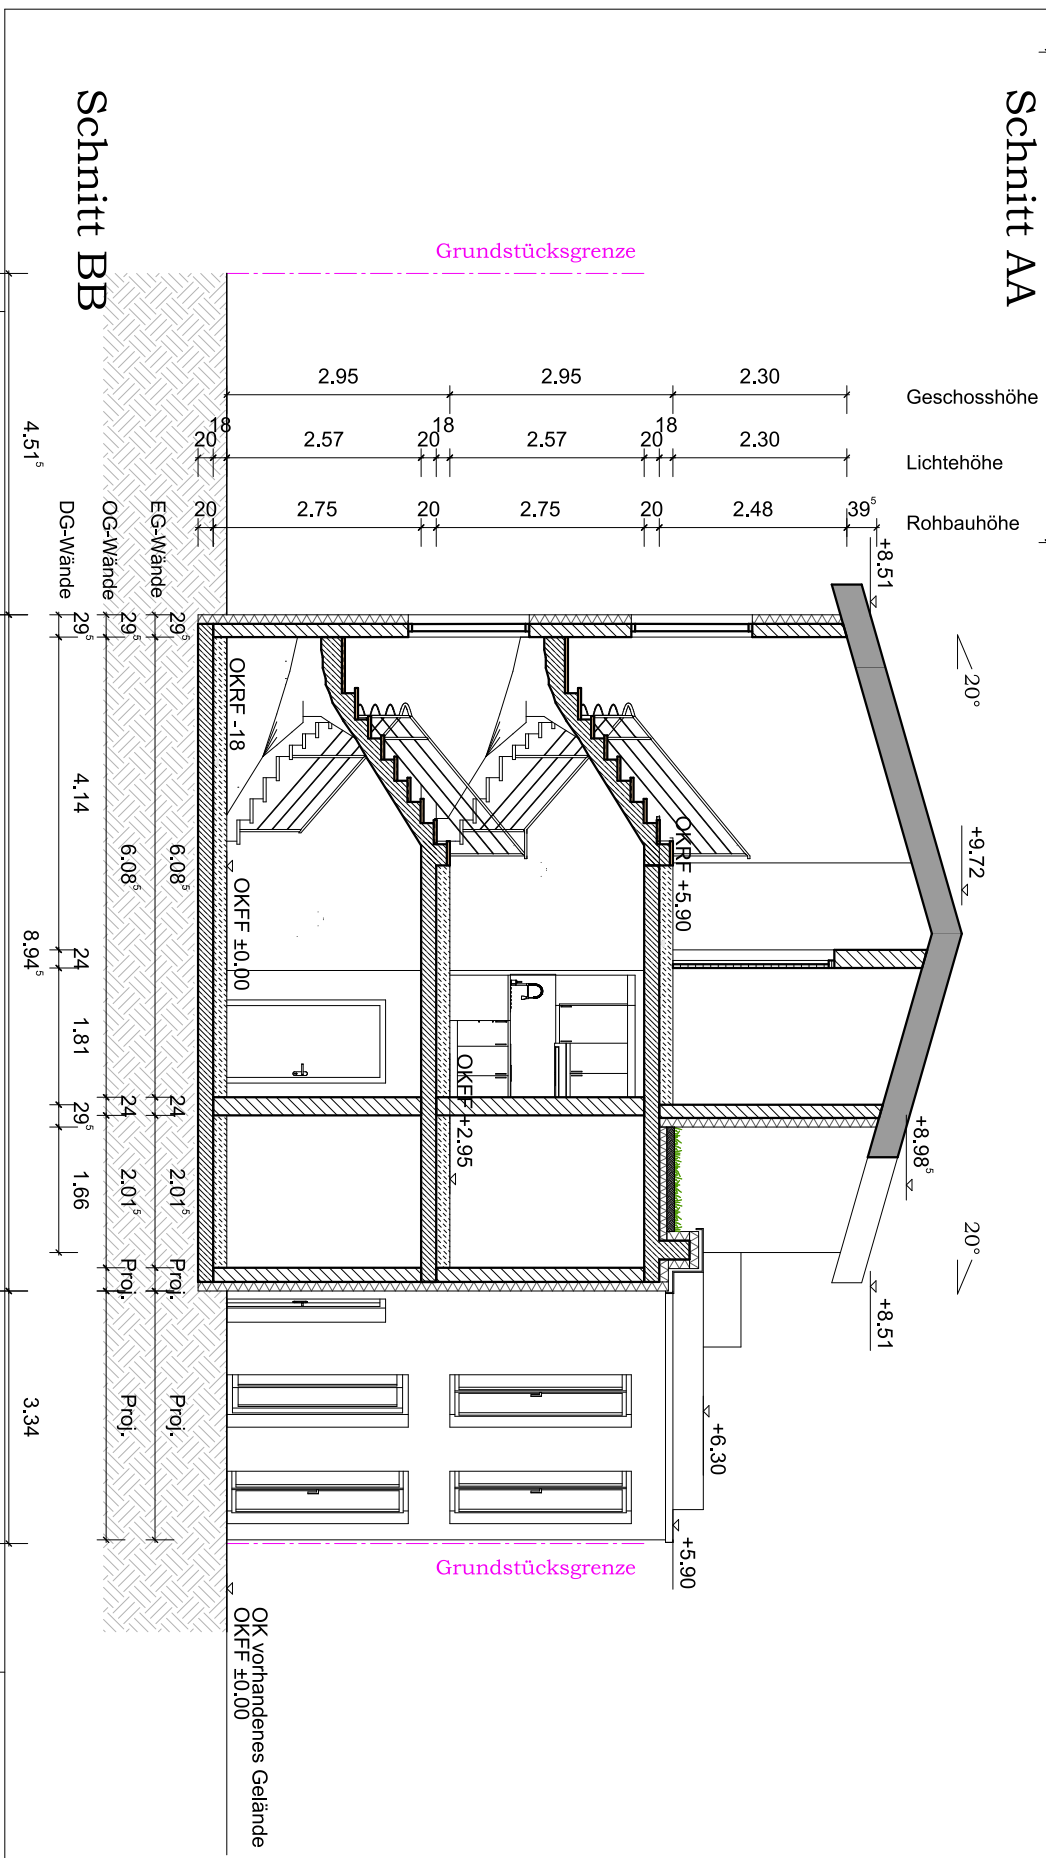 Schnitt AA
Geschosshöhe
2.95
2.95
2.30
Lichtehöhe
20
18
2.57
20
18
2.57
20
18
2.30
Rohbauhöhe
20
2.75
20
2.75
20
2.48
39⁵
Grundstücksgrenze
+8.51
20°
+9.72
+8.98⁵
20°
+8.51
+6.30
+5.90
OKRF +5.90
OKFF +2.95
OKRF -18
OKFF ±0.00
Grundstücksgrenze
OK vorhandenes Gelände
OKFF ±0.00
EG-Wände
29⁵
6.08⁵
24
2.01⁵
Proj.
Proj.
OG-Wände
29⁵
6.08⁵
24
2.01⁵
Proj.
Proj.
DG-Wände
29⁵
4.14
24
1.81
29⁵
1.66
4.51⁵
8.94⁵
3.34
Schnitt BB